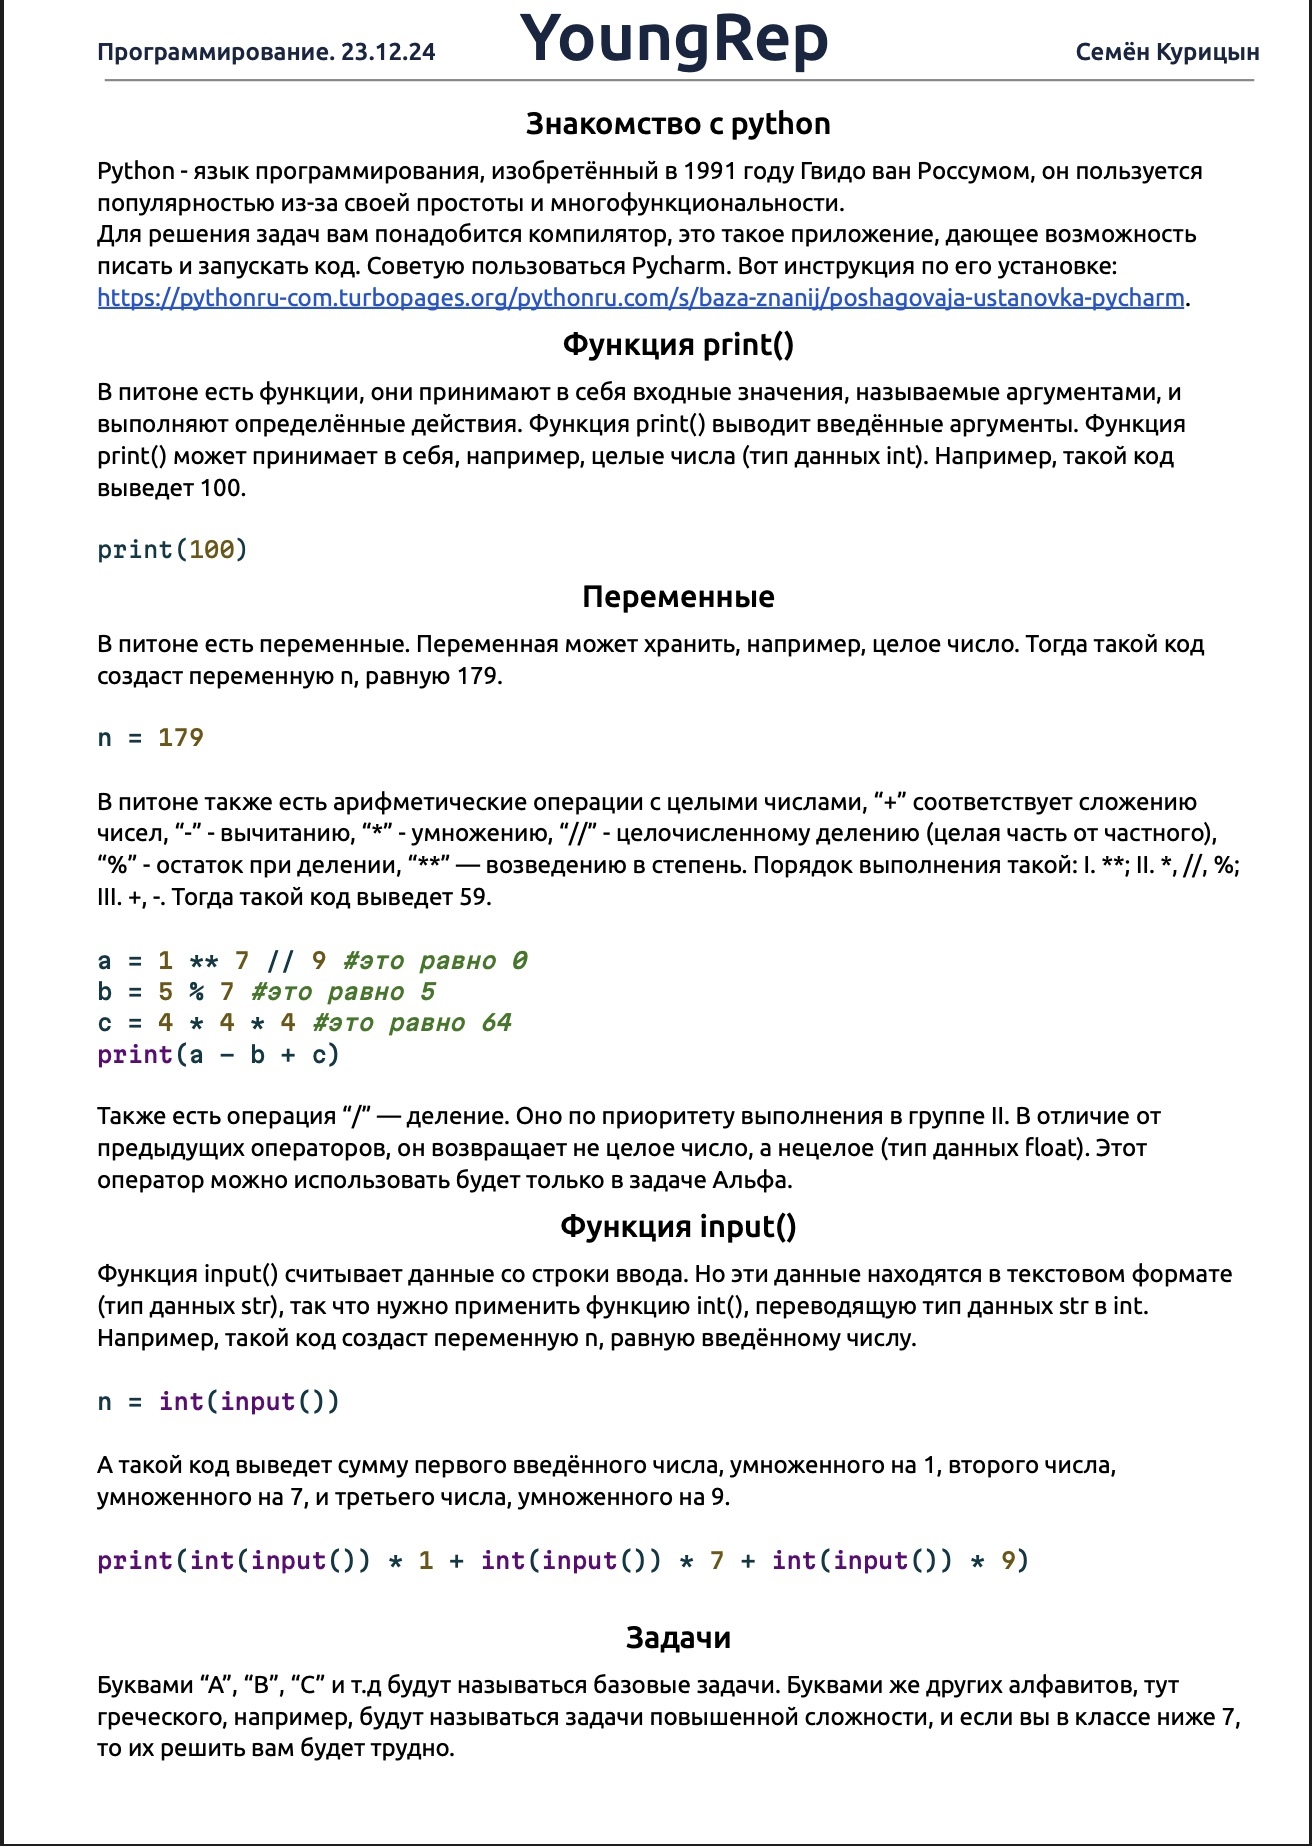 Программирование. 23.12.24 YoungRep Семён Курицын
Знакомство с python
Python - язык программирования, изобретённый в 1991 году Гвидо ван Россумом, он пользуется
популярностью из-за своей простоты и многофункциональности.
Для решения задач вам понадобится компилятор, это такое приложение, дающее возможность
писать и запускать код. Советую пользоваться Pycharm. Вот инструкция по его установке:
https://pythonru-com.turbopages.org/pythonru.com/s/baza-znanij/poshagovaja-ustanovka-pycharm.
Функция print()
В питоне есть функции, они принимают в себя входные значения, называемые аргументами, и
выполняют определённые действия. Функция print() выводит введённые аргументы. Функция
print() может принимает в себя, например, целые числа (тип данных int). Например, такой код
выведет 100.
print(100)
Переменные
В питоне есть переменные. Переменная может хранить, например, целое число. Тогда такой код
создаст переменную n, равную 179.
n = 179
В питоне также есть арифметические операции с целыми числами, “+” соответствует сложению
чисел, “-” - вычитанию, “*” - умножению, “//” - целочисленному делению (целая часть от частного),
“%” - остаток при делении, “**” — возведению в степень. Порядок выполнения такой: I. **; II. *, //, %;
III. +, -. Тогда такой код выведет 59.
a = 1 ** 7 // 9 #это равно 0
b = 5 % 7 #это равно 5
c = 4 * 4 * 4 #это равно 64
print(a - b + c)
Также есть операция “/” — деление. Оно по приоритету выполнения в группе II. В отличие от
предыдущих операторов, он возвращает не целое число, а нецелое (тип данных float). Этот
оператор можно использовать будет только в задаче Альфа.
Функция input()
Функция input() считывает данные со строки ввода. Но эти данные находятся в текстовом формате
(тип данных str), так что нужно применить функцию int(), переводящую тип данных str в int.
Например, такой код создаст переменную n, равную введённому числу.
n = int(input())
А такой код выведет сумму первого введённого числа, умноженного на 1, второго числа,
умноженного на 7, и третьего числа, умноженного на 9.
print(int(input()) * 1 + int(input()) * 7 + int(input()) * 9)
Задачи
Буквами “A”, “B”, “C” и т.д будут называться базовые задачи. Буквами же других алфавитов, тут
греческого, например, будут называться задачи повышенной сложности, и если вы в классе ниже 7,
то их решить вам будет трудно.